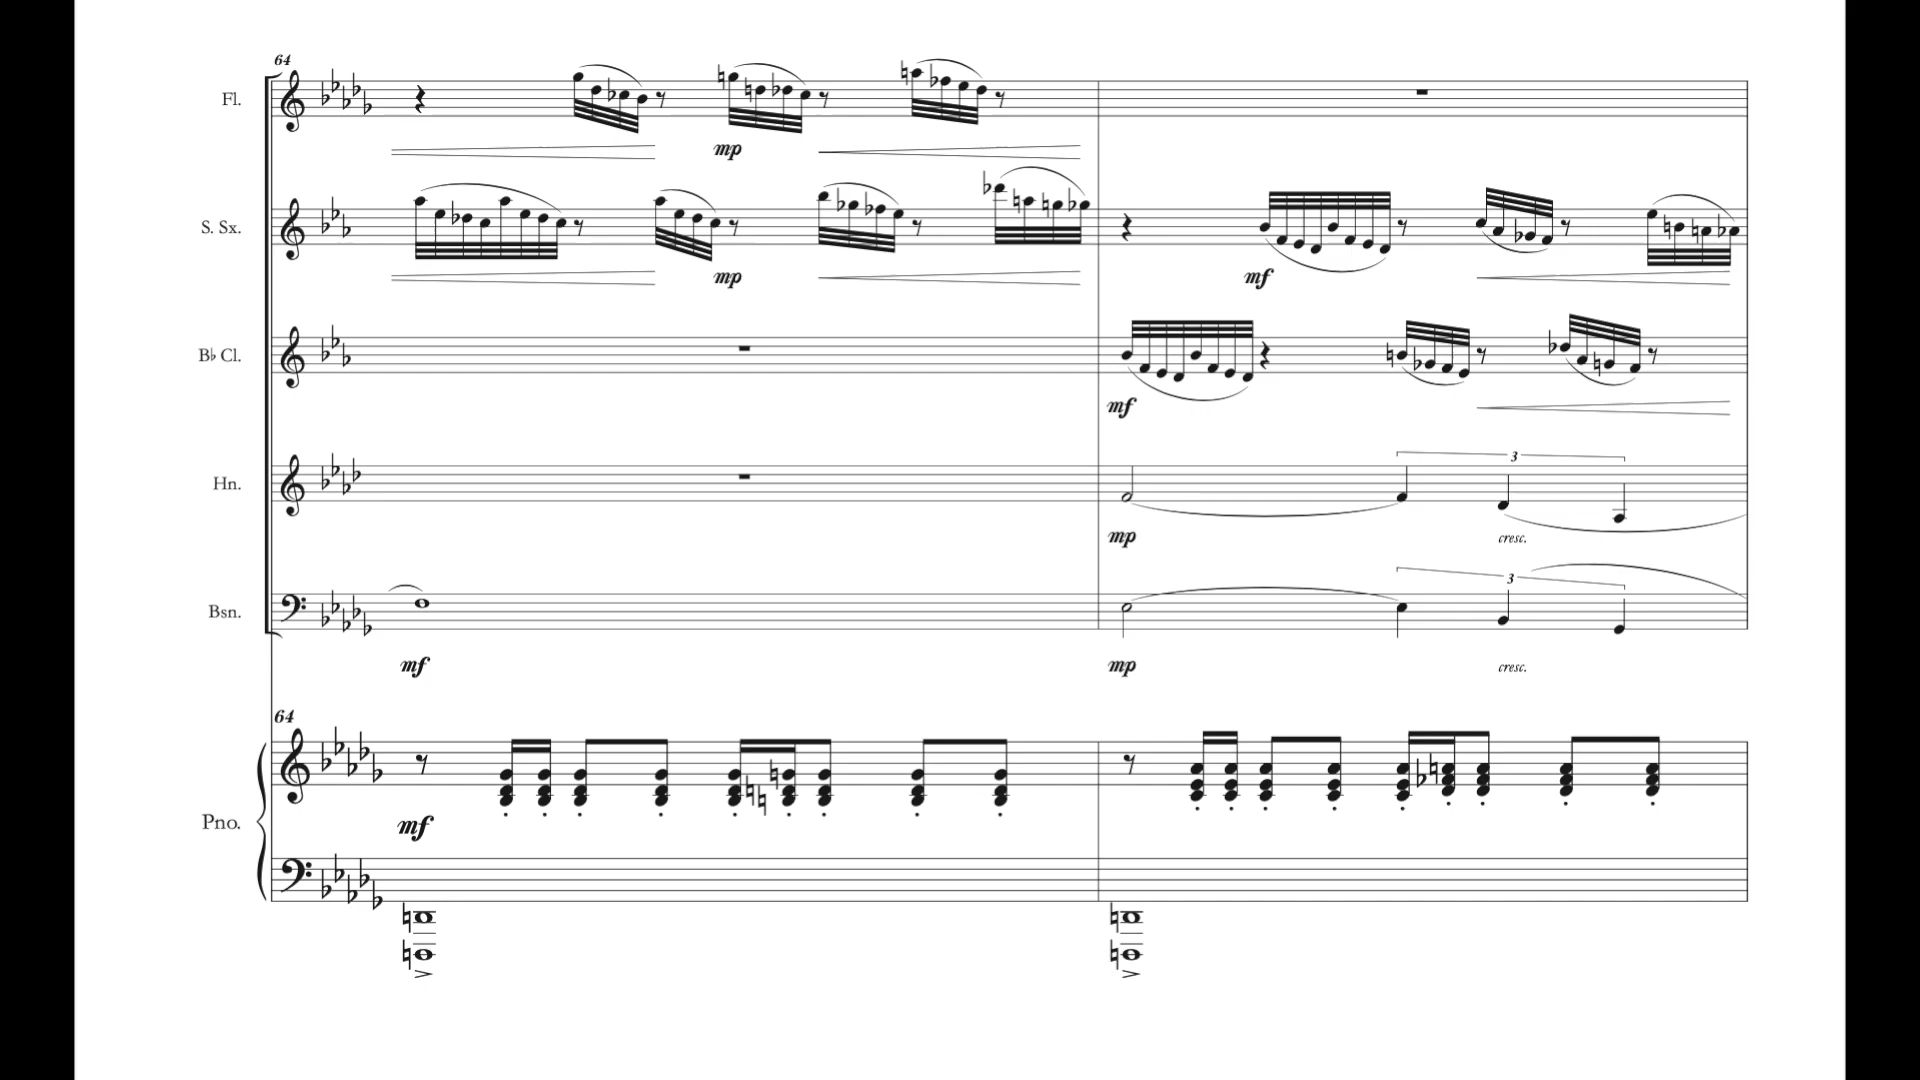 64
Fl.
mp
S. Sx.
mp
mf
B♭ Cl.
mf
Hn.
3
mp
cresc.
Bsn.
3
mf
mp
cresc.
64
mf
Pno.